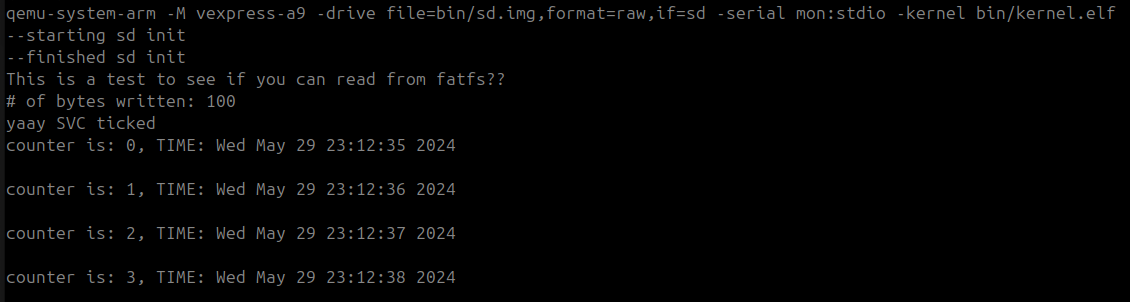 qemu-system-arm -M vexpress-a9 -drive file=bin/sd.img,format=raw,if=sd -serial mon:stdio -kernel bin/kernel.elf
--starting sd init
--finished sd init
This is a test to see if you can read from fatfs??
# of bytes written: 100
yaay SVC ticked
counter is: 0, TIME: Wed May 29 23:12:35 2024
counter is: 1, TIME: Wed May 29 23:12:36 2024
counter is: 2, TIME: Wed May 29 23:12:37 2024
counter is: 3, TIME: Wed May 29 23:12:38 2024